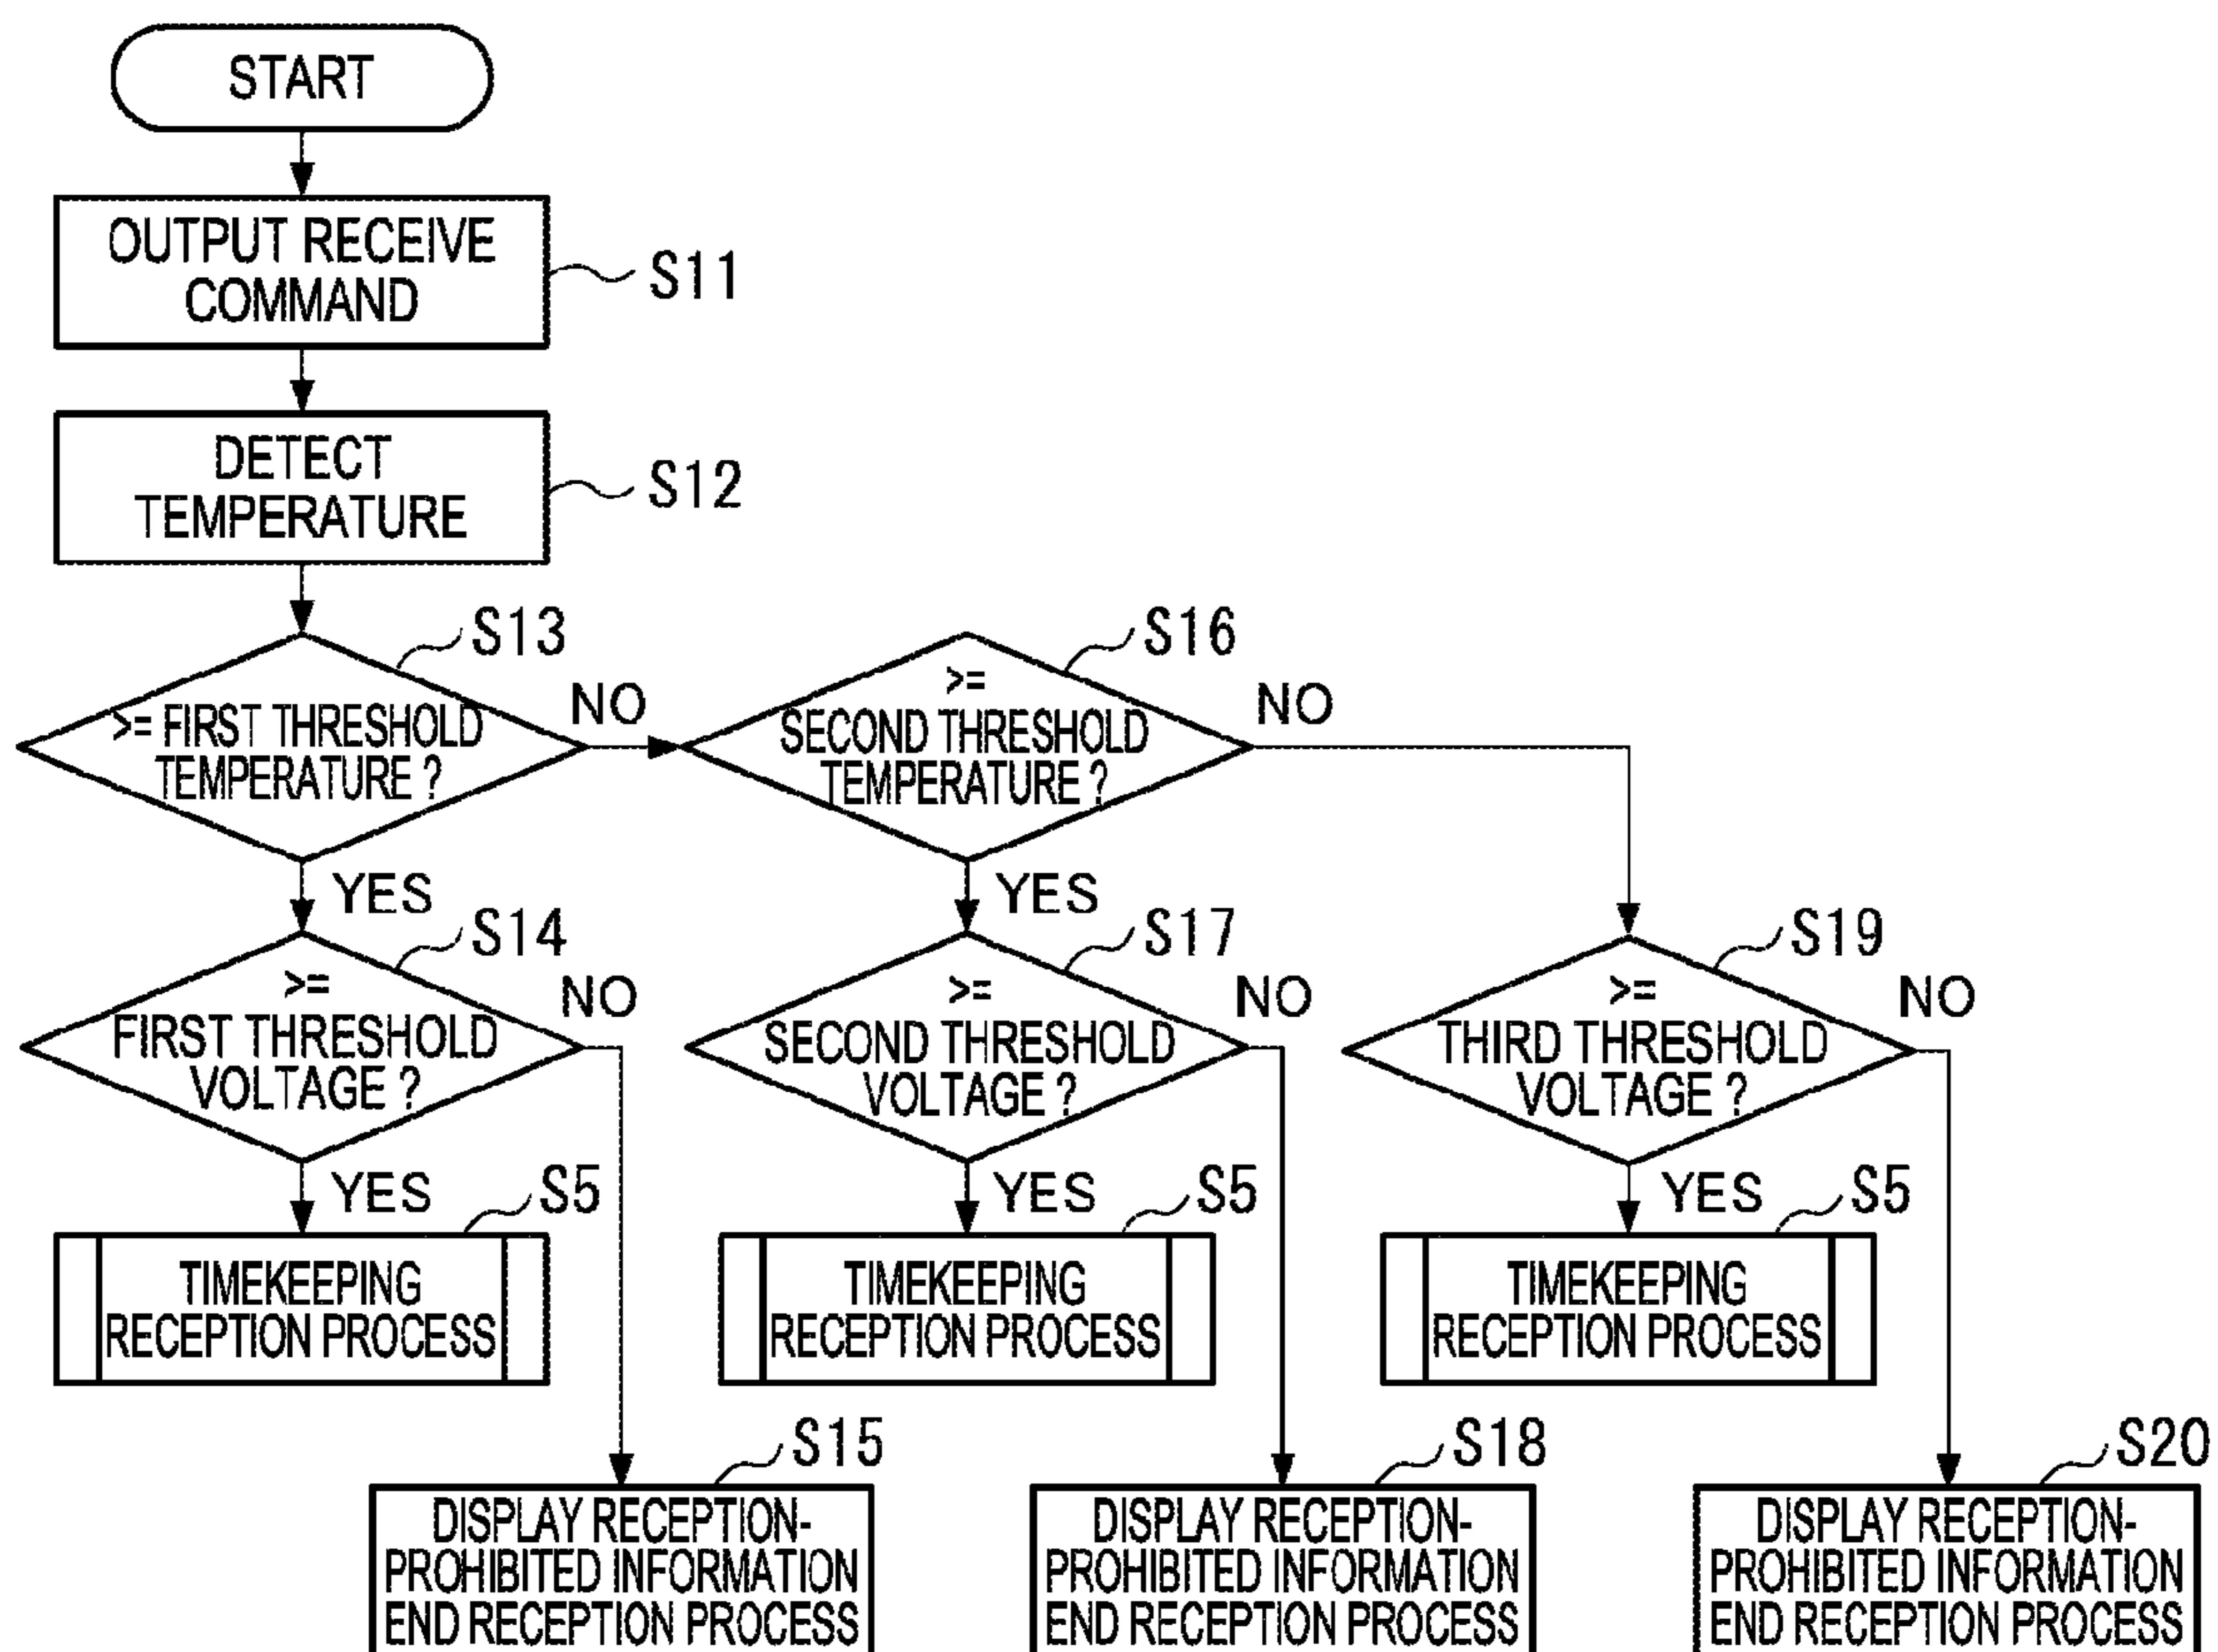 START
OUTPUT RECEIVE
COMMAND
S11
DETECT
TEMPERATURE
S12
S13
>= FIRST THRESHOLD
TEMPERATURE ?
NO
YES
S16
>=
SECOND THRESHOLD
TEMPERATURE ?
NO
YES
S14
>=
FIRST THRESHOLD
VOLTAGE ?
NO
YES
S17
>=
SECOND THRESHOLD
VOLTAGE ?
NO
YES
S19
>=
THIRD THRESHOLD
VOLTAGE ?
NO
YES
S5
TIMEKEEPING
RECEPTION PROCESS
S5
TIMEKEEPING
RECEPTION PROCESS
S5
TIMEKEEPING
RECEPTION PROCESS
S15
DISPLAY RECEPTION-
PROHIBITED INFORMATION
END RECEPTION PROCESS
S18
DISPLAY RECEPTION-
PROHIBITED INFORMATION
END RECEPTION PROCESS
S20
DISPLAY RECEPTION-
PROHIBITED INFORMATION
END RECEPTION PROCESS